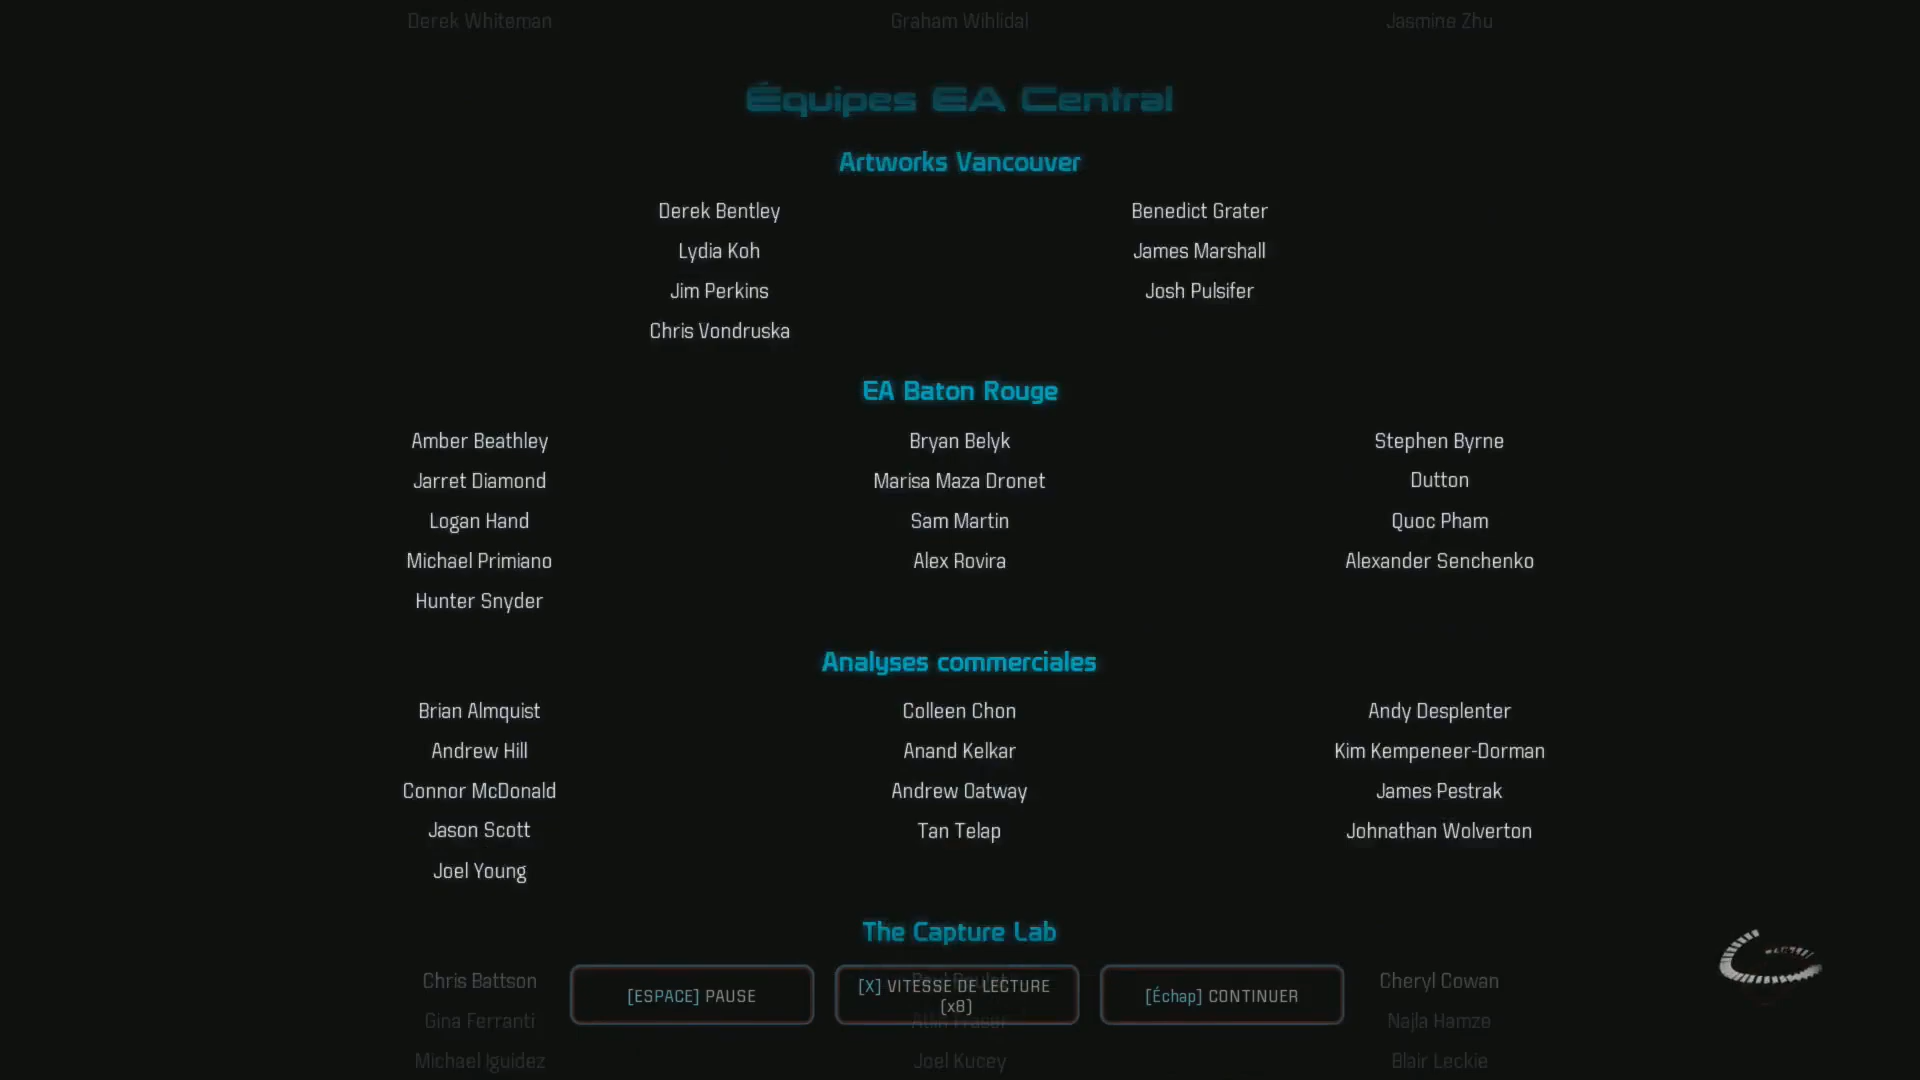 Derek Whiteman Graham Wihlidal Jasmine Zhu
Équipes EA Central
Artworks Vancouver
Derek Bentley Benedict Grater
Lydia Koh James Marshall
Jim Perkins Josh Pulsifer
Chris Vondruska
EA Baton Rouge
Amber Beathley Bryan Belyk Stephen Byrne
Jarret Diamond Marisa Maza Dronet Dutton
Logan Hand Sam Martin Quoc Pham
Michael Primiano Alex Rovira Alexander Senchenko
Hunter Snyder
Analyses commerciales
Brian Almquist Colleen Chon Andy Desplenter
Andrew Hill Anand Kelkar Kim Kempeneer-Dorman
Connor McDonald Andrew Oatway James Pestrak
Jason Scott Tan Telap Johnathan Wolverton
Joel Young
The Capture Lab
Chris Battson Cheryl Cowan
[ESPACE] PAUSE [X] VITESSE DE LECTURE [Échap] CONTINUER
(x8)
Gina Ferranti Najla Hamze
Michael Iguidez Joel Kucey Blair Leckie